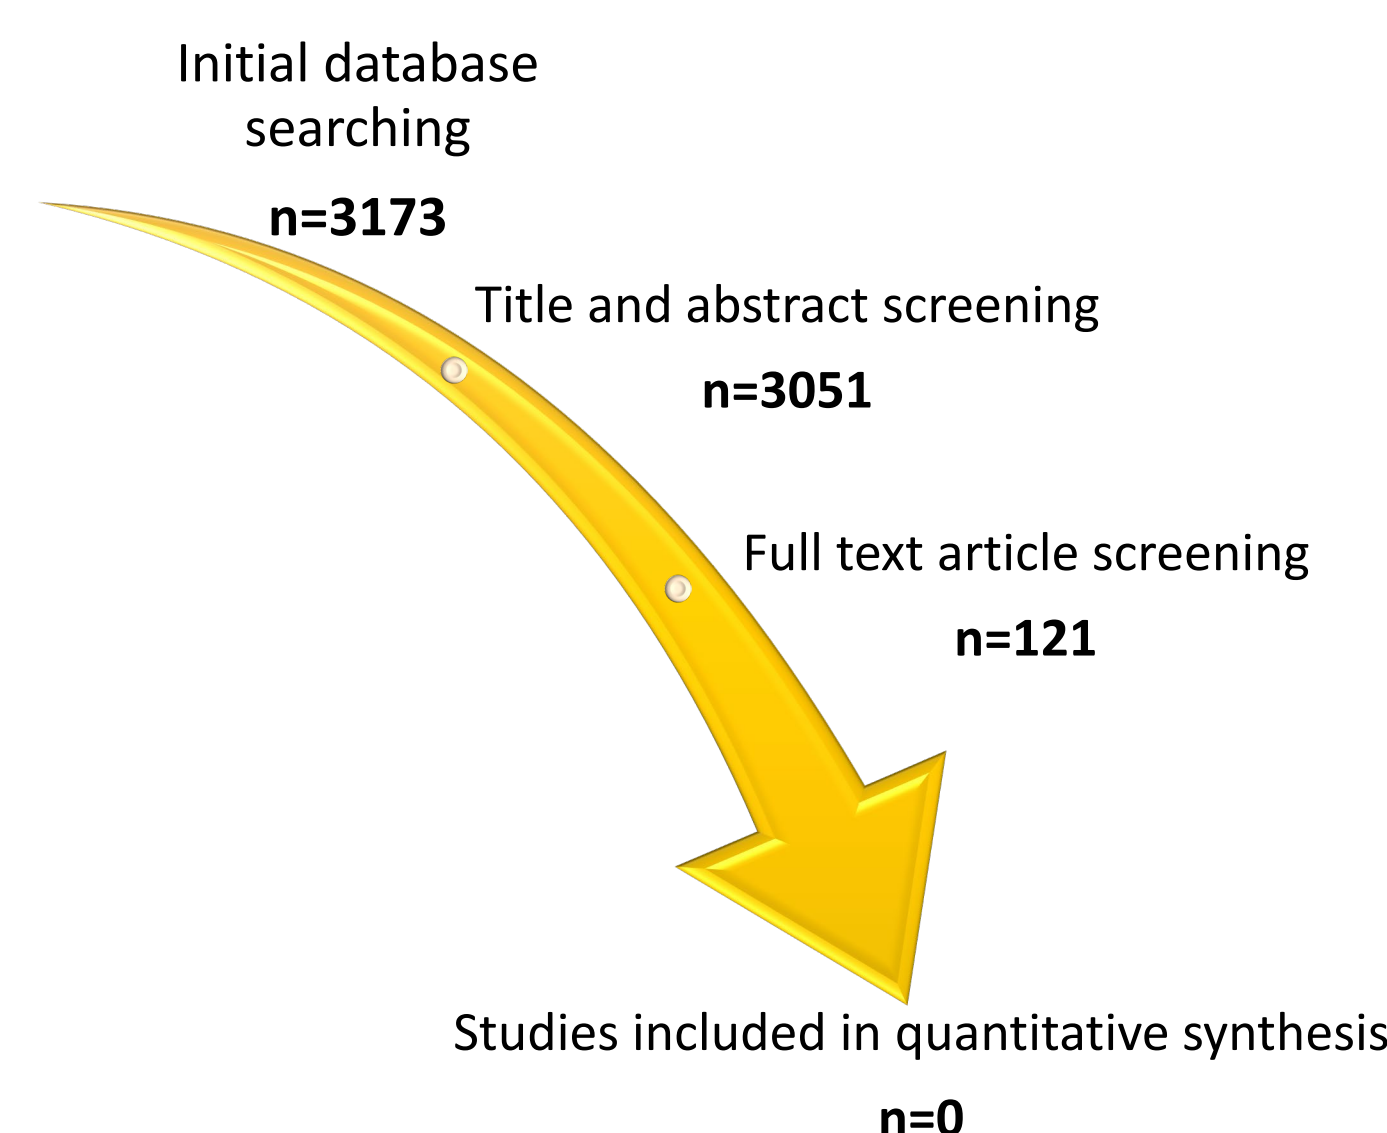 Initial database
searching
n=3173
Title and abstract screening
n=3051
Full text article screening
n=121
Studies included in quantitative synthesis
n=0